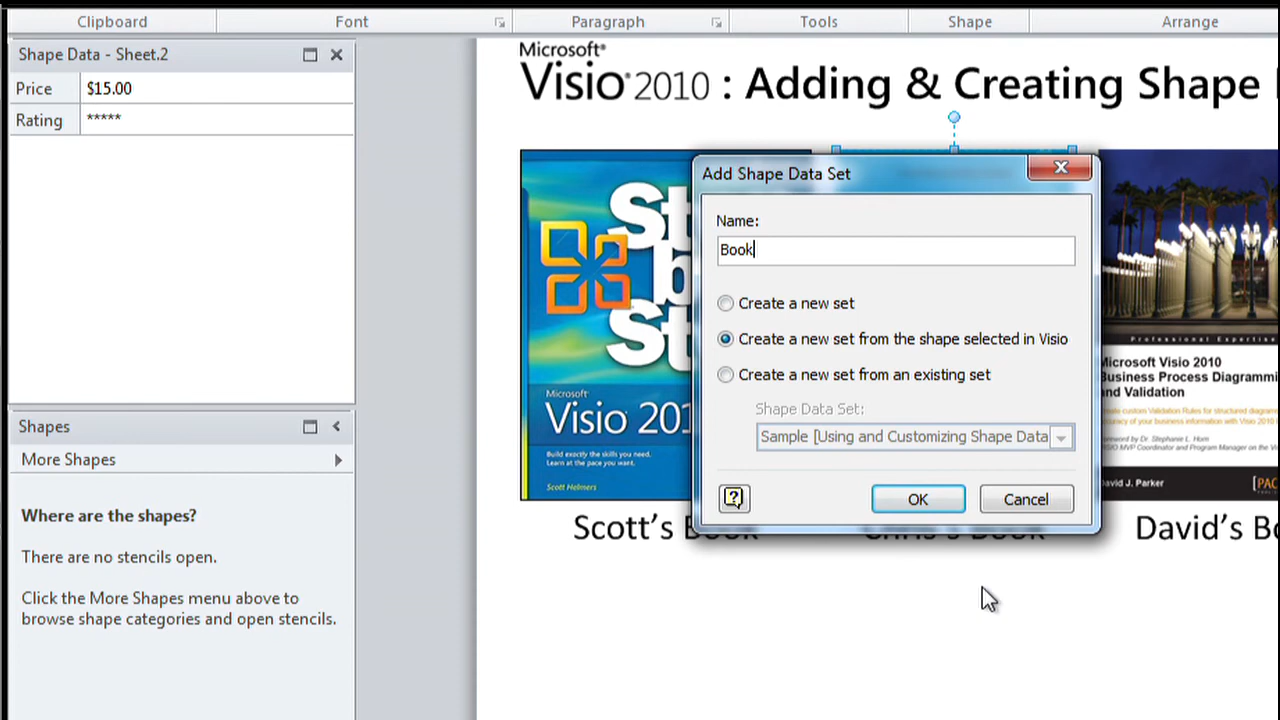 Clipboard
Font
Paragraph
Tools
Shape
Arrange
Shape Data - Sheet.2
Price $15.00
Rating *****
Shapes
More Shapes
Where are the shapes?
There are no stencils open.
Click the More Shapes menu above to
browse shape categories and open stencils.
Microsoft®
Visio® 2010 : Adding & Creating Shape
St
b
St
Microsoft®
Visio® 201
Build exactly the skills you need.
Learn at the pace you want.
Scott Helmers
Scott's Book
Add Shape Data Set
Name:
Book
Create a new set
Create a new set from the shape selected in Visio
Create a new set from an existing set
Shape Data Set:
Sample [Using and Customizing Shape Data
OK
Cancel
Chris's Book
Professional Expertise
Microsoft Visio 2010
Business Process Diagrammi
and Validation
David J. Parker
[PAC
David's Bo